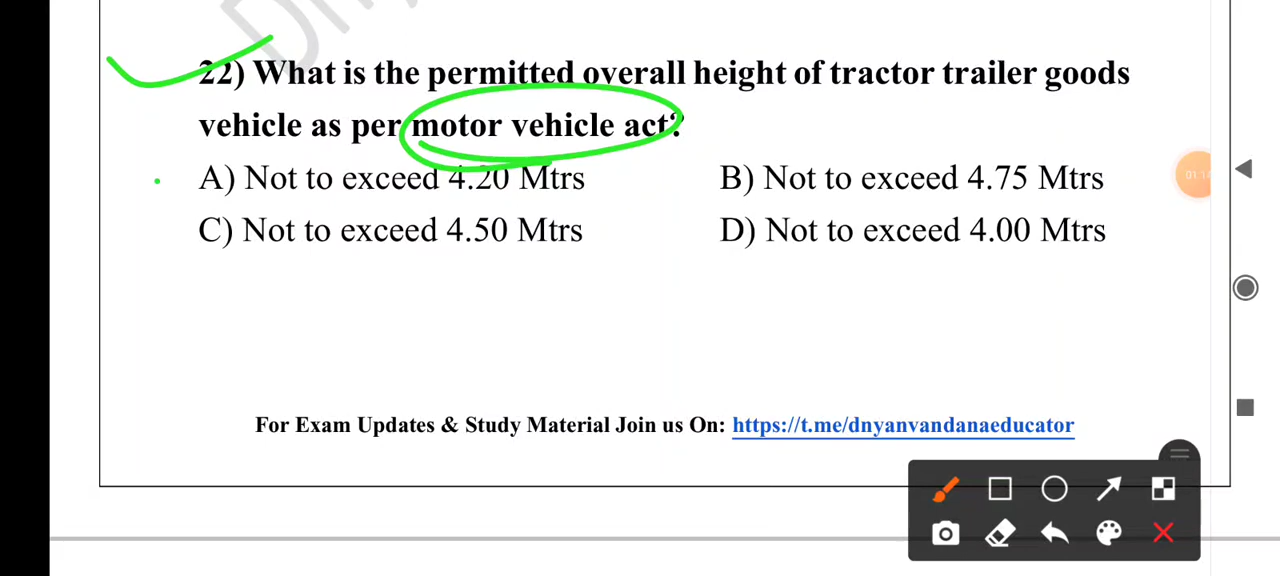 22) What is the permitted overall height of tractor trailer goods
vehicle as per motor vehicle act?
A) Not to exceed 4.20 Mtrs B) Not to exceed 4.75 Mtrs
C) Not to exceed 4.50 Mtrs D) Not to exceed 4.00 Mtrs
For Exam Updates & Study Material Join us On: https://t.me/dnyanvandanaeducator